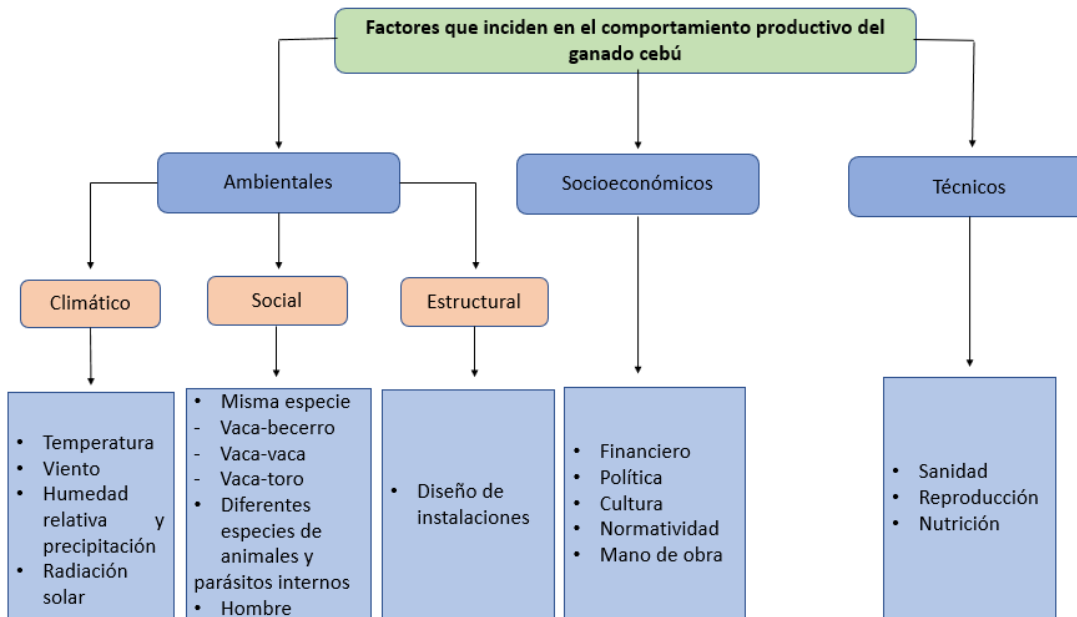 Factores que inciden en el comportamiento productivo del
ganado cebú
Ambientales
Socioeconómicos
Técnicos
Climático
Social
Estructural
• Temperatura
• Viento
• Humedad
relativa y
precipitación
• Radiación
solar
• Misma especie
- Vaca-becerro
- Vaca-vaca
- Vaca-toro
• Diferentes
especies de
animales y
parásitos internos
• Hombre
• Diseño de
instalaciones
• Financiero
• Política
• Cultura
• Normatividad
• Mano de obra
• Sanidad
• Reproducción
• Nutrición